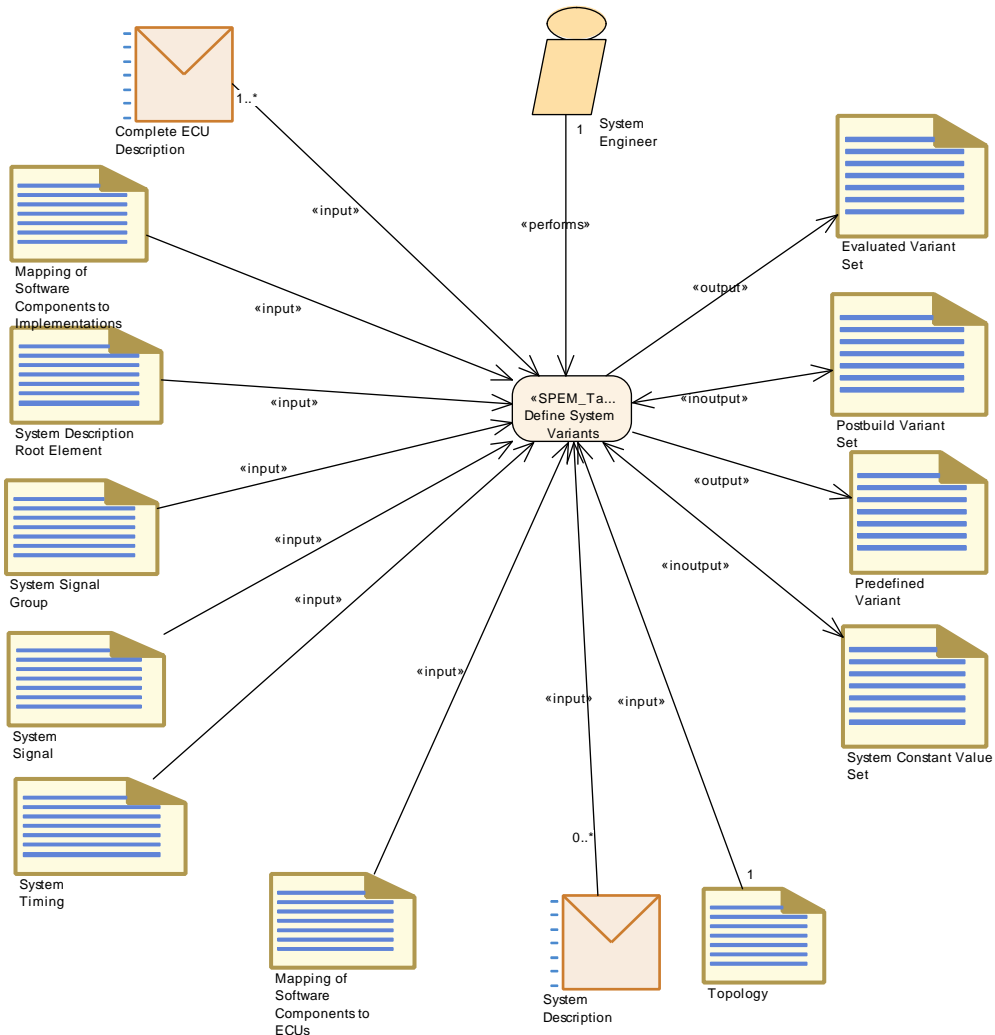 1..*
Complete ECU
Description
1
System
Engineer
«input»
«performs»
Evaluated Variant
Set
«output»
Mapping of
Software
Components to
Implementations
«input»
«input»
System Description
Root Element
«SPEM_Ta...
Define System
Variants
«inoutput»
Postbuild Variant
Set
«input»
«output»
System Signal
Group
«input»
«inoutput»
Predefined
Variant
«input»
System
Signal
«input»
«input»
«input»
System Constant Value
Set
System
Timing
0..*
1
Mapping of
Software
Components to
ECUs
System
Description
Topology